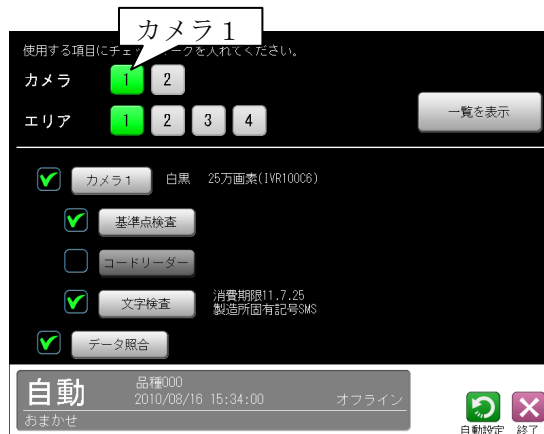 カメラ１
使用する項目にチェックマークを入れてください。
カメラ 1 2
エリア 1 2 3 4
一覧を表示
カメラ1 白黒 25万画素(IVR100C6)
基準点検査
コードリーダー
文字検査 消費期限11.7.25
製造所固有記号SMS
データ照合
自動 品種000
2010/08/16 15:34:00 オフライン
おまかせ
自動設定 終了